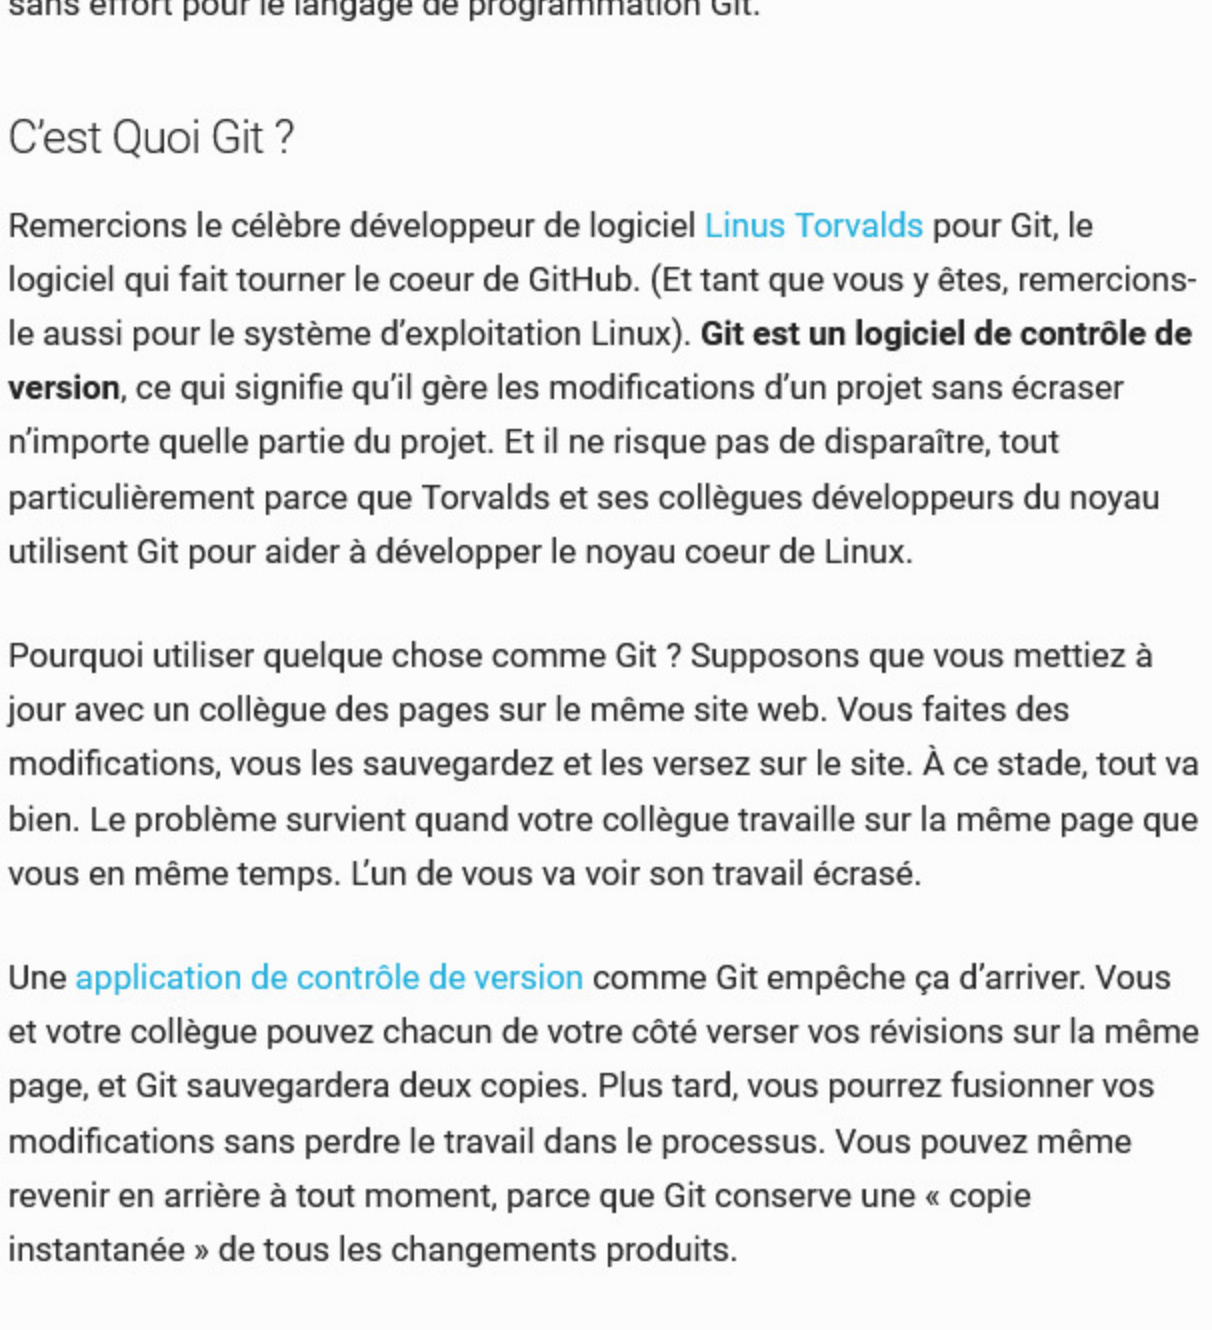 sans effort pour le langage de programmation Git.
C’est Quoi Git ?
Remercions le célèbre développeur de logiciel Linus Torvalds pour Git, le
logiciel qui fait tourner le coeur de GitHub. (Et tant que vous y êtes, remercions-
le aussi pour le système d’exploitation Linux). Git est un logiciel de contrôle de
version, ce qui signifie qu’il gère les modifications d’un projet sans écraser
n’importe quelle partie du projet. Et il ne risque pas de disparaître, tout
particulièrement parce que Torvalds et ses collègues développeurs du noyau
utilisent Git pour aider à développer le noyau coeur de Linux.
Pourquoi utiliser quelque chose comme Git ? Supposons que vous mettiez à
jour avec un collègue des pages sur le même site web. Vous faites des
modifications, vous les sauvegardez et les versez sur le site. À ce stade, tout va
bien. Le problème survient quand votre collègue travaille sur la même page que
vous en même temps. L’un de vous va voir son travail écrasé.
Une application de contrôle de version comme Git empêche ça d’arriver. Vous
et votre collègue pouvez chacun de votre côté verser vos révisions sur la même
page, et Git sauvegardera deux copies. Plus tard, vous pourrez fusionner vos
modifications sans perdre le travail dans le processus. Vous pouvez même
revenir en arrière à tout moment, parce que Git conserve une « copie
instantanée » de tous les changements produits.